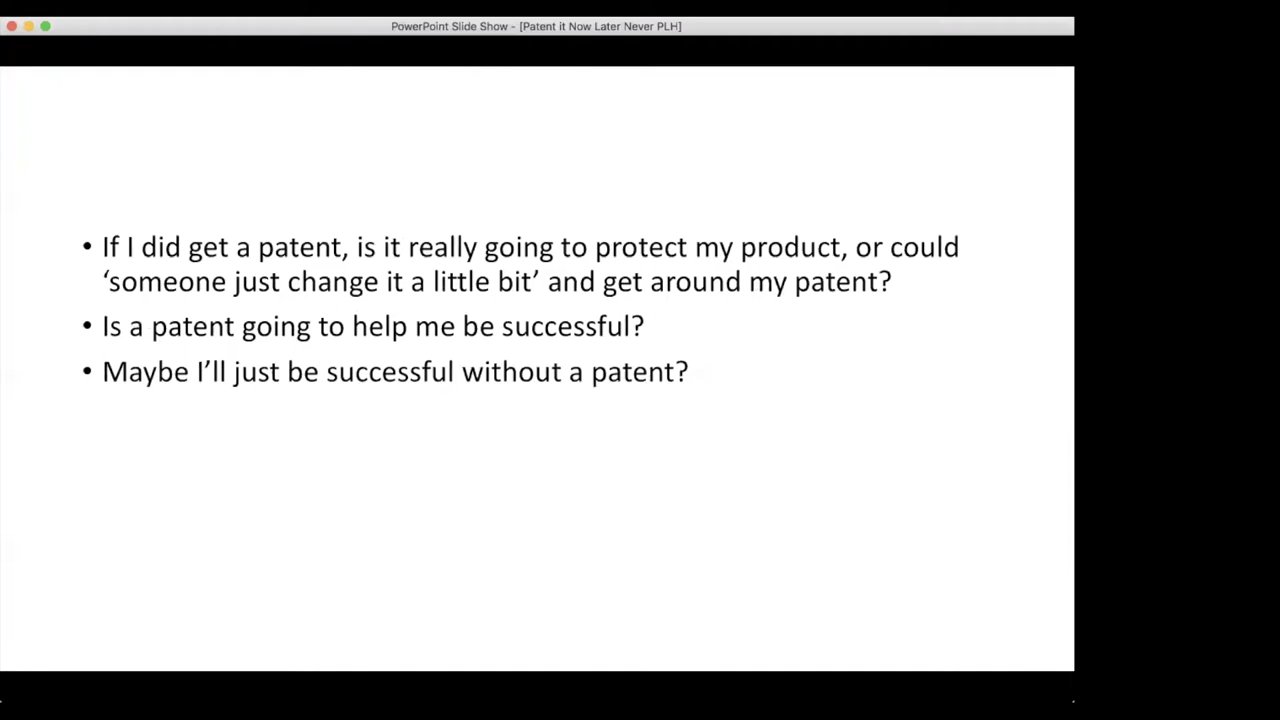 PowerPoint Slide Show - [Patent it Now Later Never PLH]
• If I did get a patent, is it really going to protect my product, or could
‘someone just change it a little bit’ and get around my patent?
• Is a patent going to help me be successful?
• Maybe I’ll just be successful without a patent?